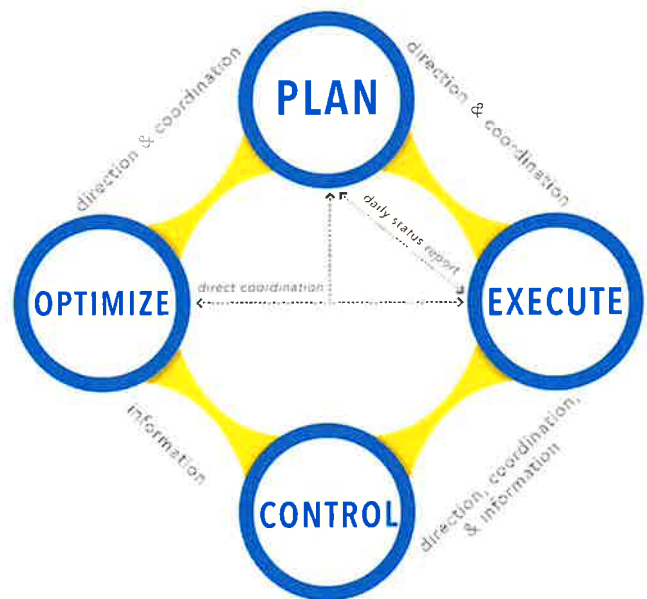 PLAN
direction & coordination
direction & coordination
daily status report
direct coordination
OPTIMIZE
EXECUTE
information
CONTROL
direction, coordination,
& information